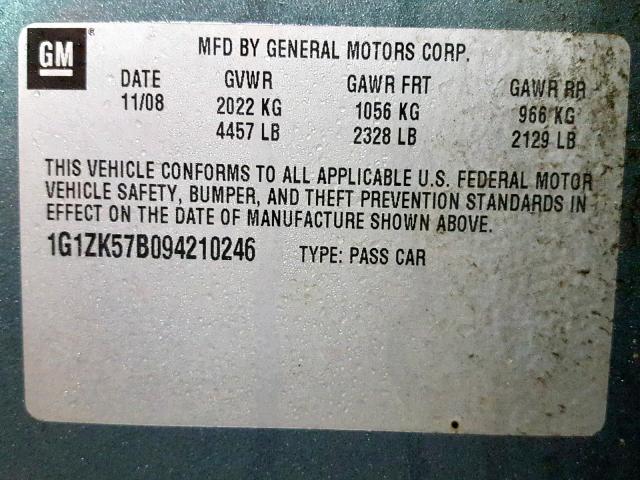 GM ®
MFD BY GENERAL MOTORS CORP.
DATE GVWR GAWR FRT GAWR RR
11/08 2022 KG 1056 KG 966 KG
4457 LB 2328 LB 2129 LB
THIS VEHICLE CONFORMS TO ALL APPLICABLE U.S. FEDERAL MOTOR
VEHICLE SAFETY, BUMPER, AND THEFT PREVENTION STANDARDS IN
EFFECT ON THE DATE OF MANUFACTURE SHOWN ABOVE.
1G1ZK57B094210246 TYPE: PASS CAR